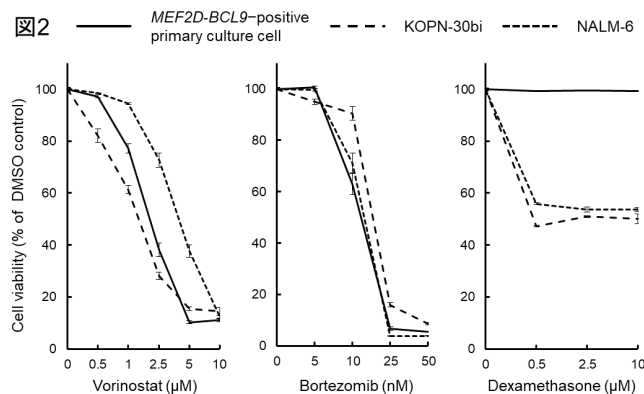 図2
MEF2D-BCL9-positive
primary culture cell
KOPN-30bi
NALM-6
Cell viability (% of DMSO control)
100
80
60
40
20
0
0 0.5 1 2.5 5 10
Vorinostat (μM)
100
80
60
40
20
0
0 5 10 25 50
Bortezomib (nM)
100
80
60
40
20
0
0 0.5 2.5 10
Dexamethasone (μM)